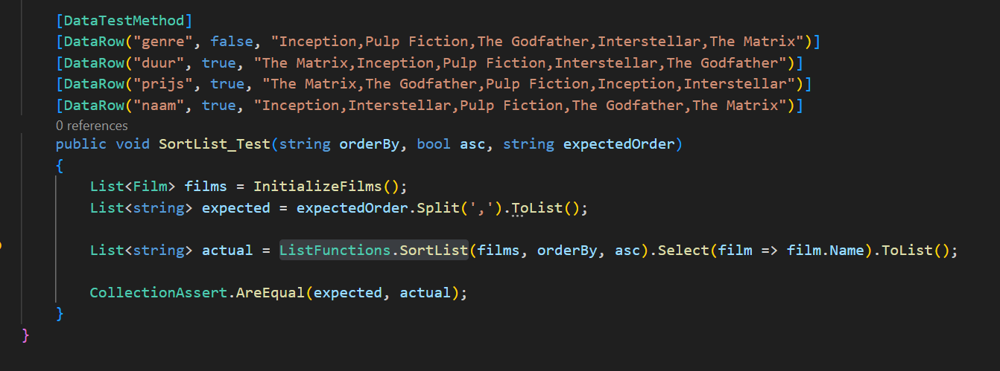 [DataTestMethod]
[DataRow("genre", false, "Inception,Pulp Fiction,The Godfather,Interstellar,The Matrix")]
[DataRow("duur", true, "The Matrix,Inception,Pulp Fiction,Interstellar,The Godfather")]
[DataRow("prijs", true, "The Matrix,The Godfather,Pulp Fiction,Inception,Interstellar")]
[DataRow("naam", true, "Inception,Interstellar,Pulp Fiction,The Godfather,The Matrix")]
0 references
public void SortList_Test(string orderBy, bool asc, string expectedOrder)
{
List<Film> films = InitializeFilms();
List<string> expected = expectedOrder.Split(',').ToList();
List<string> actual = ListFunctions.SortList(films, orderBy, asc).Select(film => film.Name).ToList();
CollectionAssert.AreEqual(expected, actual);
}
}